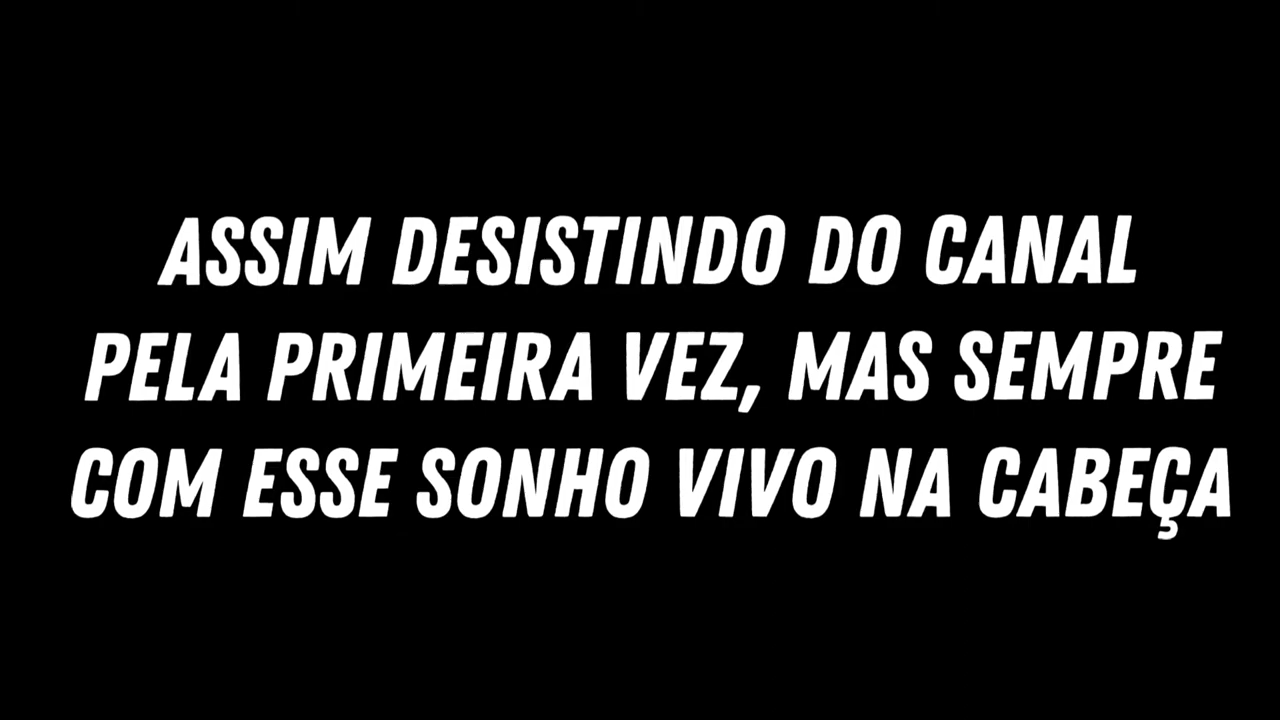 ASSIM DESISTINDO DO CANAL
PELA PRIMEIRA VEZ, MAS SEMPRE
COM ESSE SONHO VIVO NA CABEÇA